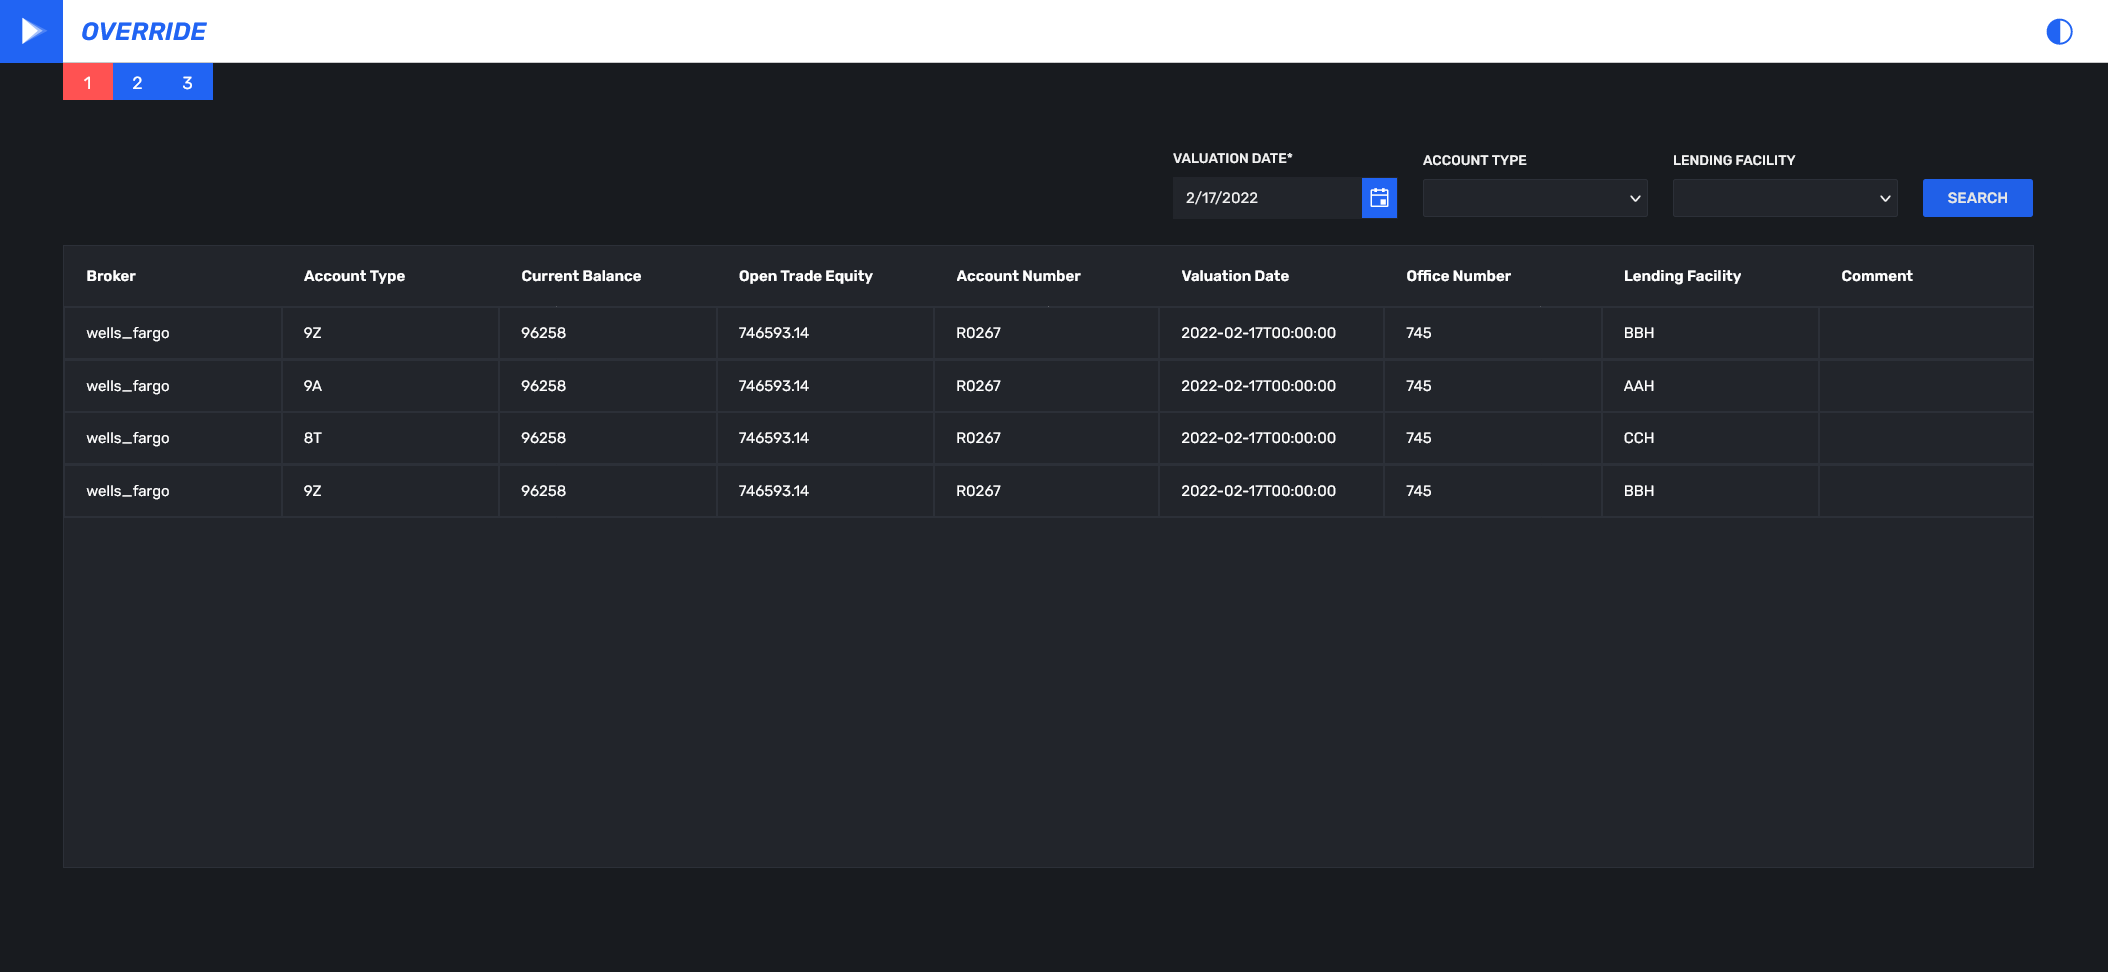 OVERRIDE
1 2 3
VALUATION DATE* ACCOUNT TYPE LENDING FACILITY
2/17/2022 SEARCH
Broker Account Type Current Balance Open Trade Equity Account Number Valuation Date Office Number Lending Facility Comment
wells_fargo 9Z 96258 746593.14 R0267 2022-02-17T00:00:00 745 BBH
wells_fargo 9A 96258 746593.14 R0267 2022-02-17T00:00:00 745 AAH
wells_fargo 8T 96258 746593.14 R0267 2022-02-17T00:00:00 745 CCH
wells_fargo 9Z 96258 746593.14 R0267 2022-02-17T00:00:00 745 BBH